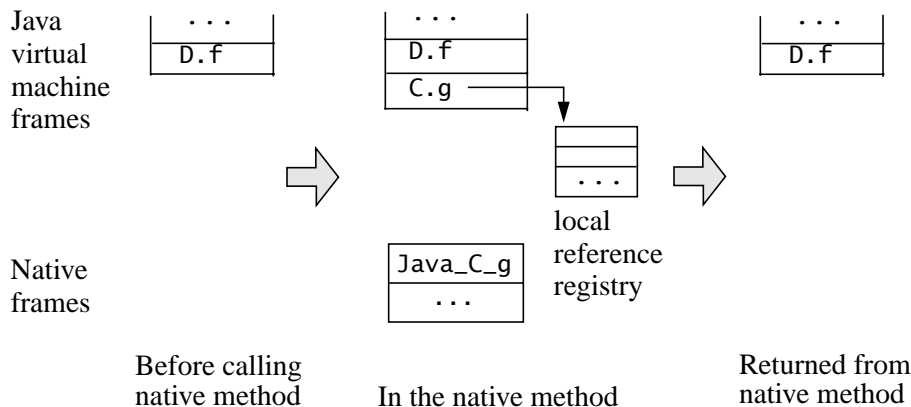 Java
virtual
machine
frames
...
D.f
...
D.f
C.g
...
local
reference
registry
...
D.f
Native
frames
Java_C_g
...
Before calling
native method
In the native method
Returned from
native method